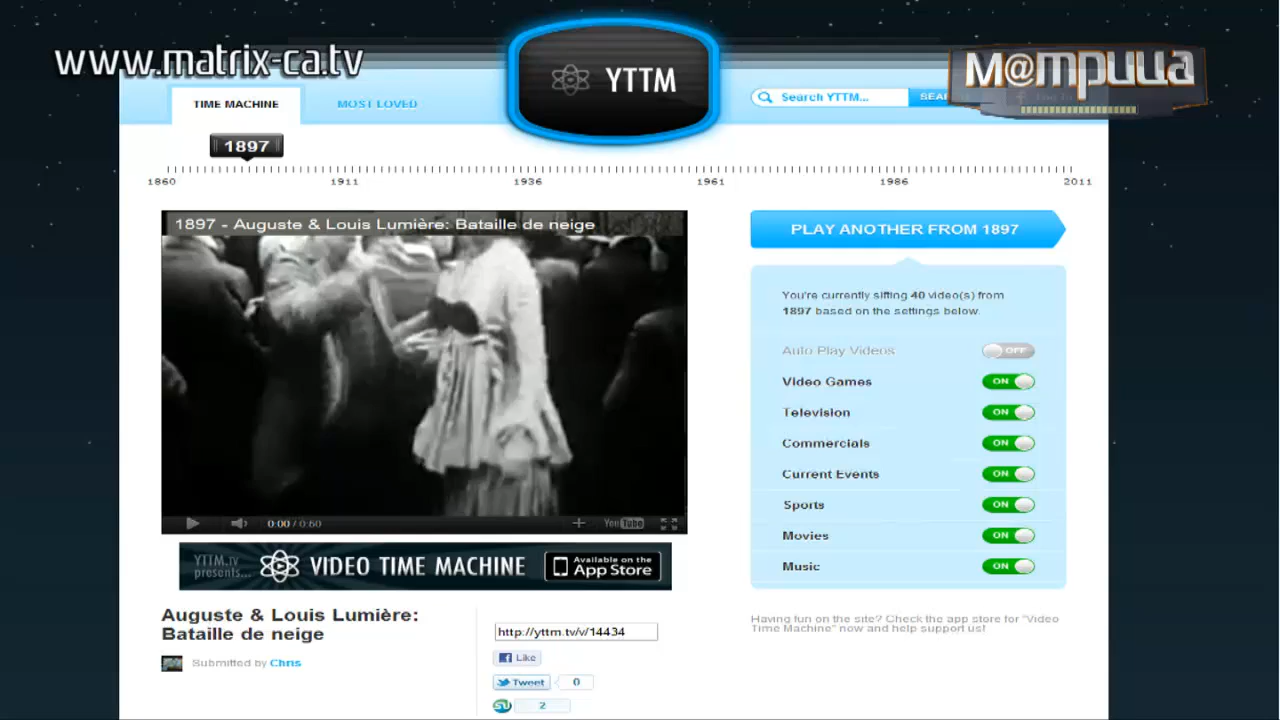 www.matrix-ca.tv
YTTM
M@mpulla
TIME MACHINE
MOST LOVED
Search YTTM...
1897
1860 1911 1936 1961 1986 2011
1897 - Auguste & Louis Lumière: Bataille de neige
PLAY ANOTHER FROM 1897
You're currently sifting 40 video(s) from
1897 based on the settings below.
Auto Play Videos OFF
Video Games ON
Television ON
Commercials ON
Current Events ON
Sports ON
Movies ON
Music ON
0:00 / 0:60
YouTube
YTTM.tv
presents...
VIDEO TIME MACHINE
Available on the
App Store
Auguste & Louis Lumière:
Bataille de neige
Submitted by Chris
http://yttm.tv/v/14434
Like
Tweet 0
2
Having fun on the site? Check the app store for "Video
Time Machine" now and help support us!